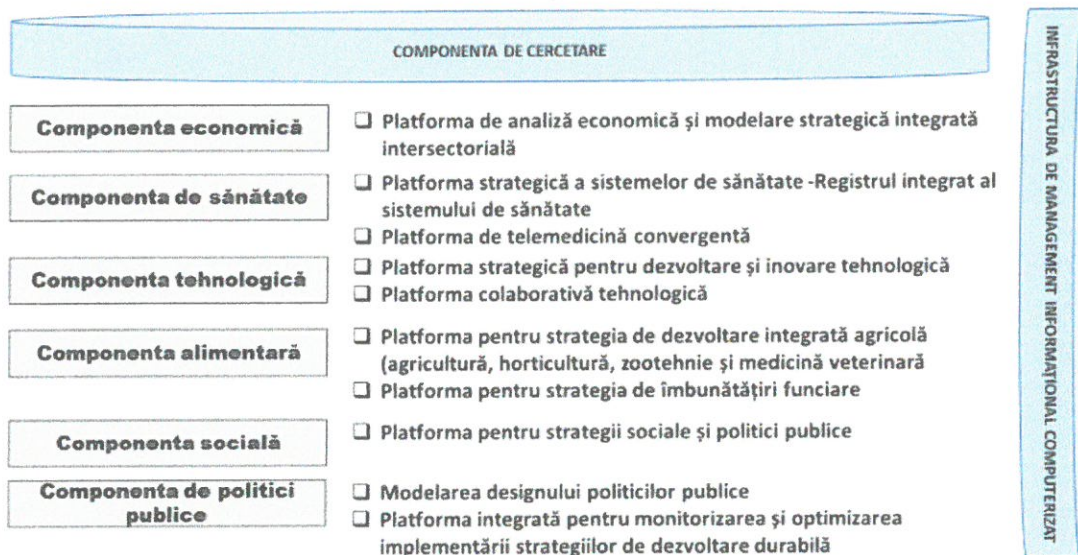 COMPONENTA DE CERCETARE
Componenta economică
❑ Platforma de analiză economică și modelare strategică integrată
intersectorială
Componenta de sănătate
❑ Platforma strategică a sistemelor de sănătate -Registrul integrat al
sistemului de sănătate
❑ Platforma de telemedicină convergentă
Componenta tehnologică
❑ Platforma strategică pentru dezvoltare și inovare tehnologică
❑ Platforma colaborativă tehnologică
Componenta alimentară
❑ Platforma pentru strategia de dezvoltare integrată agricolă
(agricultură, horticultură, zootehnie și medicină veterinară
❑ Platforma pentru strategia de îmbunătățiri funciare
Componenta socială
❑ Platforma pentru strategii sociale și politici publice
Componenta de politici
publice
❑ Modelarea designului politicilor publice
❑ Platforma integrată pentru monitorizarea și optimizarea
implementării strategiilor de dezvoltare durabilă
INFRASTRUCTURA DE MANAGEMENT INFORMAȚIONAL COMPUTERIZAT